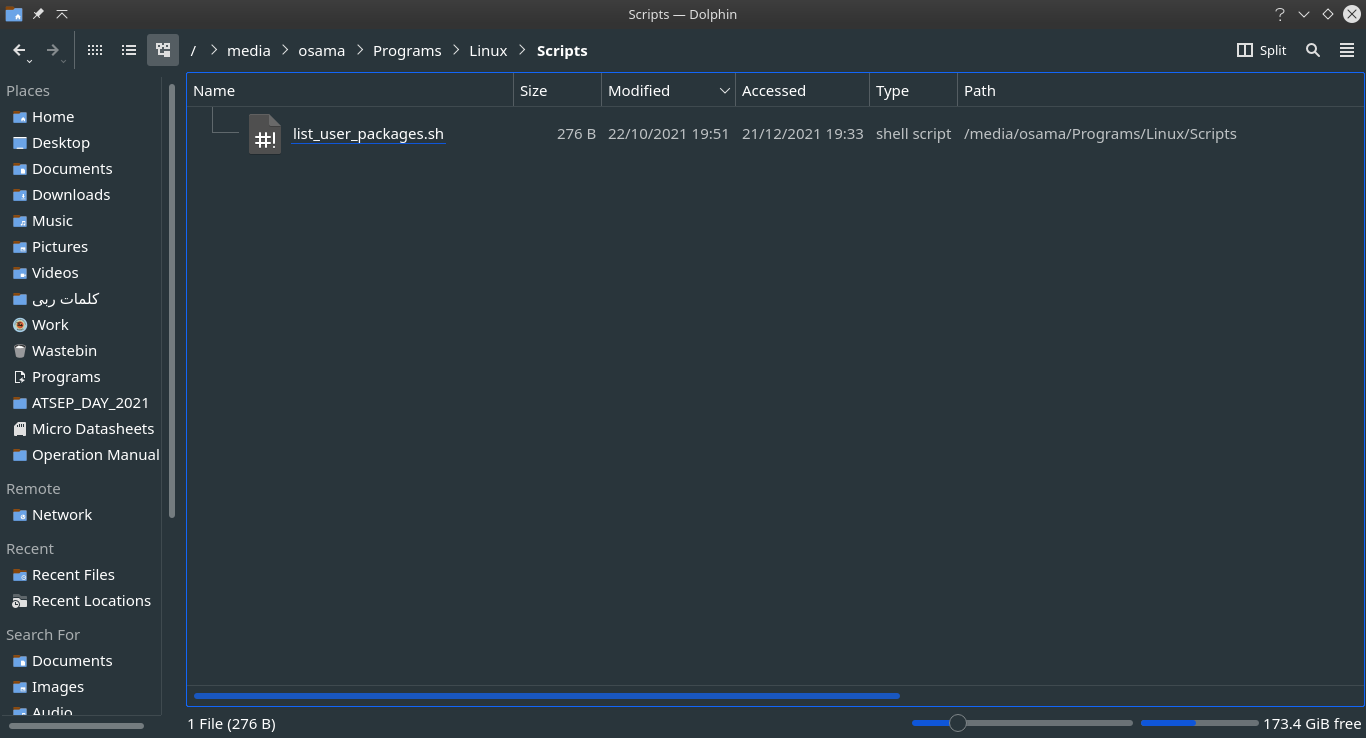 Scripts — Dolphin
/ media osama Programs Linux Scripts
Split
Places
Home
Desktop
Documents
Downloads
Music
Pictures
Videos
كلمات ربى
Work
Wastebin
Programs
ATSEP_DAY_2021
Micro Datasheets
Operation Manual
Remote
Network
Recent
Recent Files
Recent Locations
Search For
Documents
Images
Audio
Name Size Modified Accessed Type Path
#! list_user_packages.sh 276 B 22/10/2021 19:51 21/12/2021 19:33 shell script /media/osama/Programs/Linux/Scripts
1 File (276 B)
173.4 GiB free